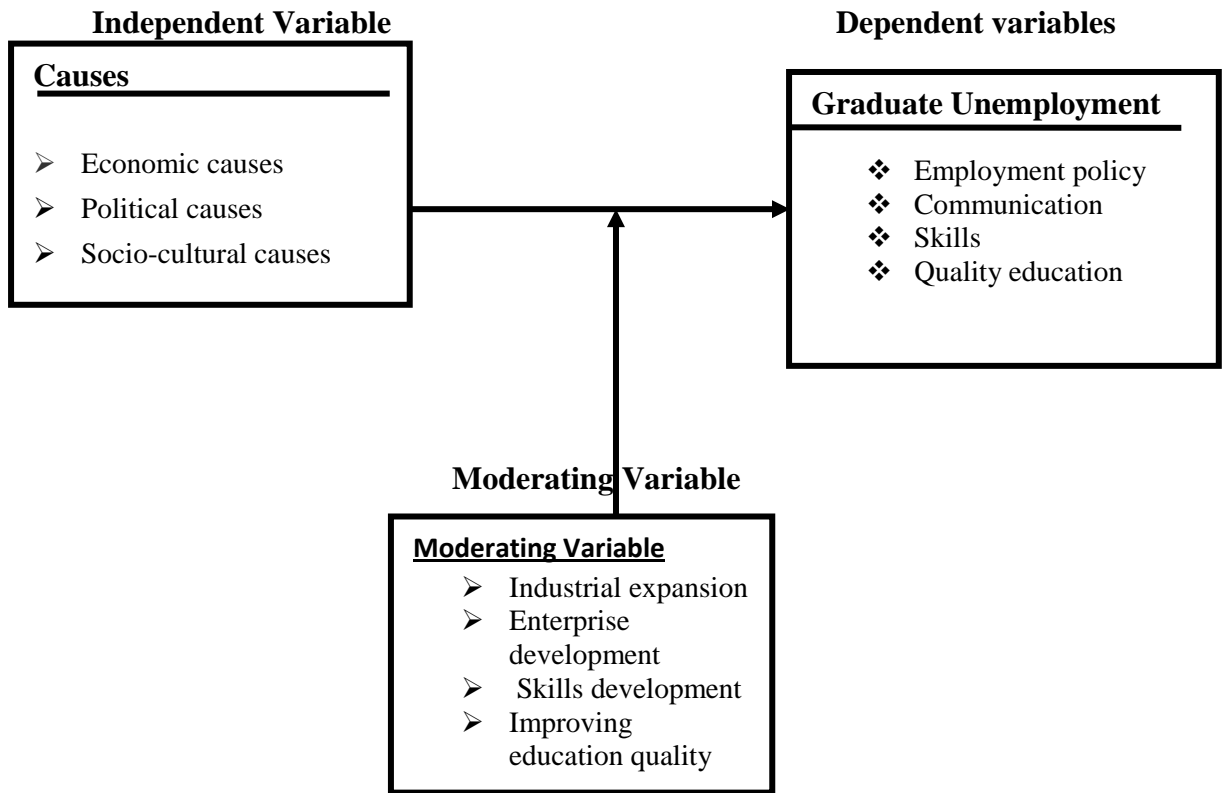 Independent Variable
Causes
➢ Economic causes
➢ Political causes
➢ Socio-cultural causes
Dependent variables
Graduate Unemployment
❖ Employment policy
❖ Communication
❖ Skills
❖ Quality education
Moderating Variable
Moderating Variable
➢ Industrial expansion
➢ Enterprise
development
➢ Skills development
➢ Improving
education quality